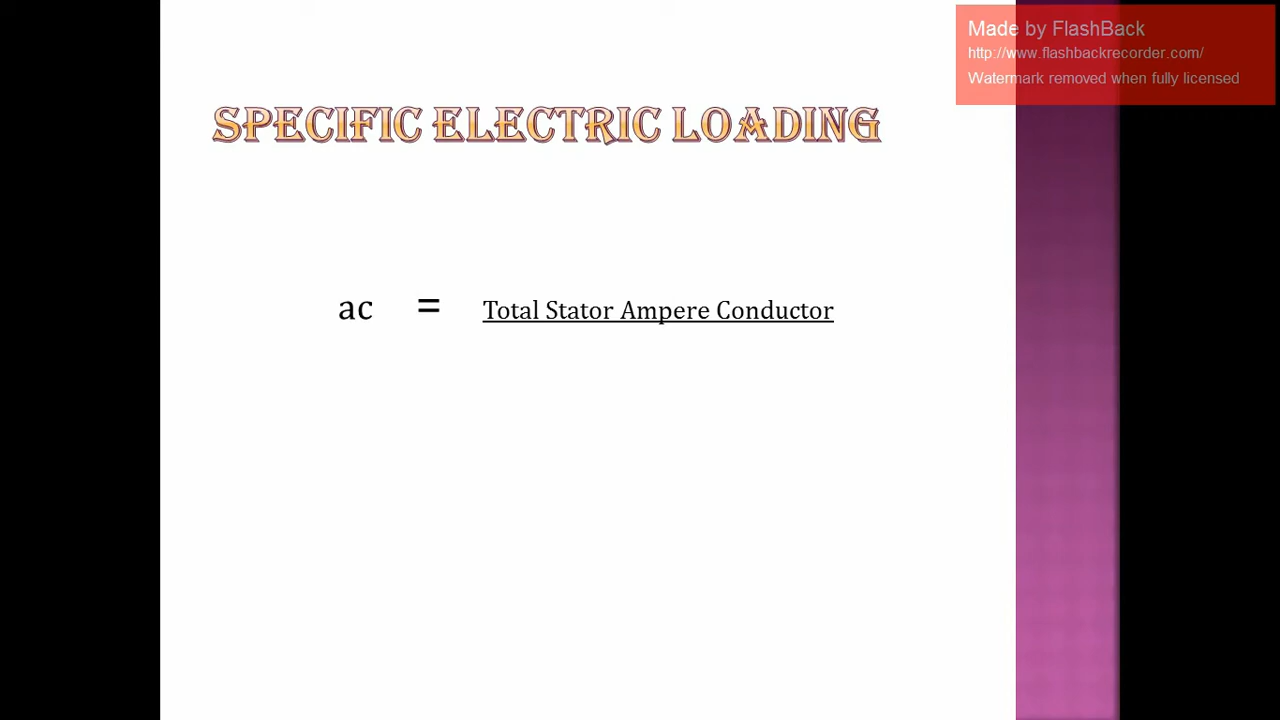 Made by FlashBack
http://www.flashbackrecorder.com/
Watermark removed when fully licensed
SPECIFIC ELECTRIC LOADING
ac = Total Stator Ampere Conductor